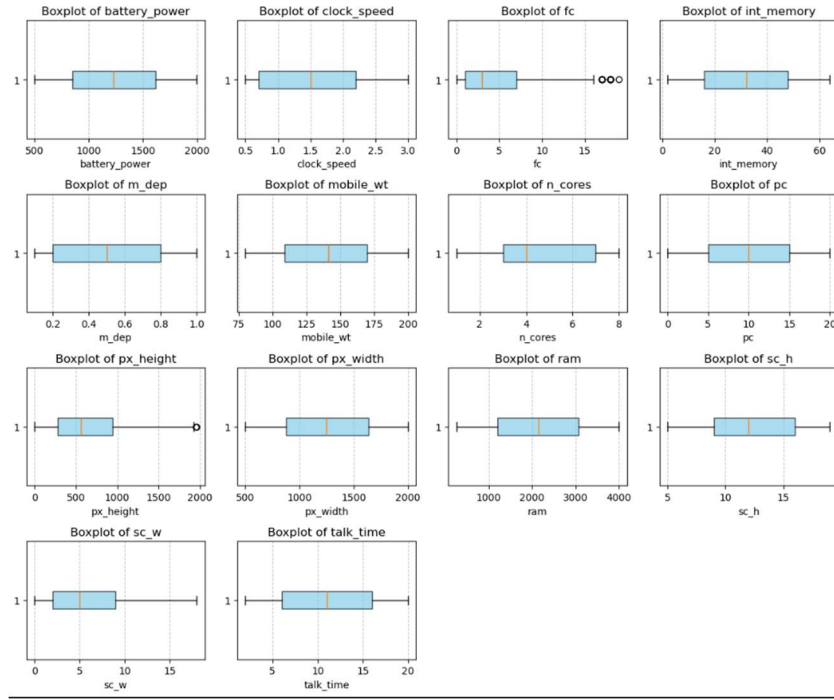 Boxplot of battery_power
1
500 1000 1500 2000
battery_power
Boxplot of clock_speed
1
0.5 1.0 1.5 2.0 2.5 3.0
clock_speed
Boxplot of fc
1
0 5 10 15
fc
Boxplot of int_memory
1
0 20 40 60
int_memory
Boxplot of m_dep
1
0.2 0.4 0.6 0.8 1.0
m_dep
Boxplot of mobile_wt
1
75 100 125 150 175 200
mobile_wt
Boxplot of n_cores
1
2 4 6 8
n_cores
Boxplot of pc
1
0 5 10 15 20
pc
Boxplot of px_height
1
0 500 1000 1500 2000
px_height
Boxplot of px_width
1
500 1000 1500 2000
px_width
Boxplot of ram
1
1000 2000 3000 4000
ram
Boxplot of sc_h
1
5 10 15
sc_h
Boxplot of sc_w
1
0 5 10 15
sc_w
Boxplot of talk_time
1
5 10 15 20
talk_time